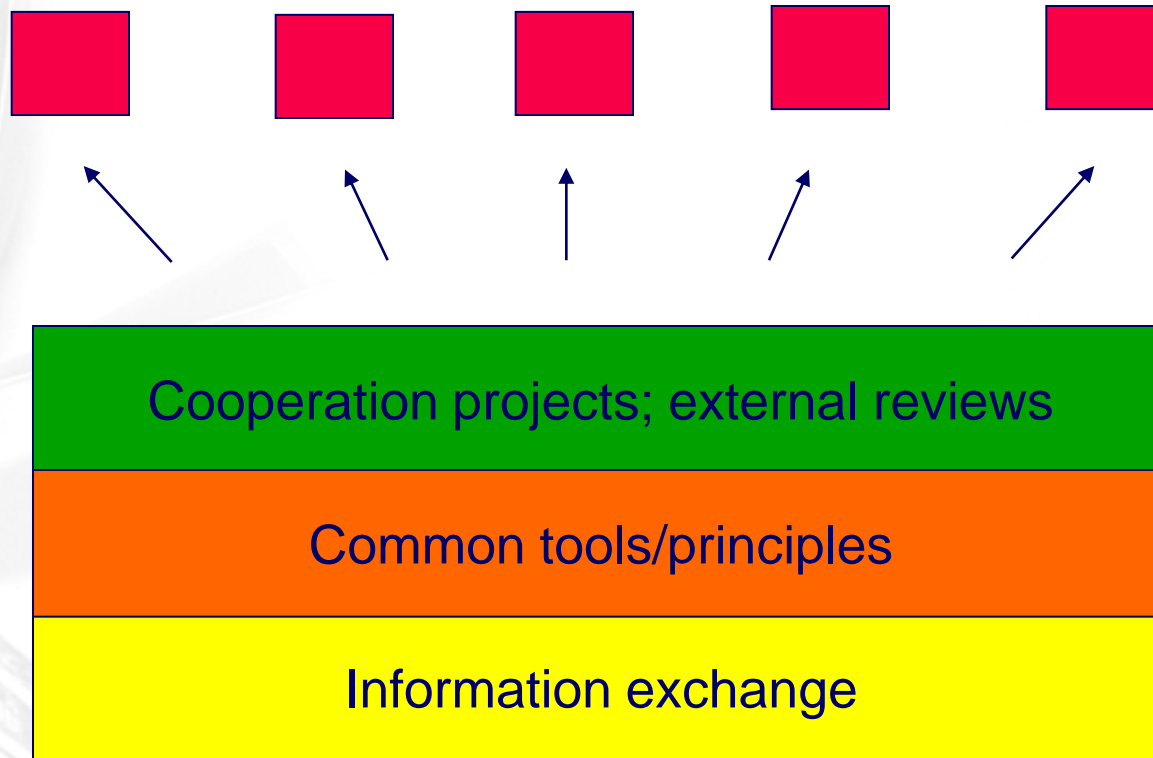 Cooperation projects; external reviews
Common tools/principles
Information exchange